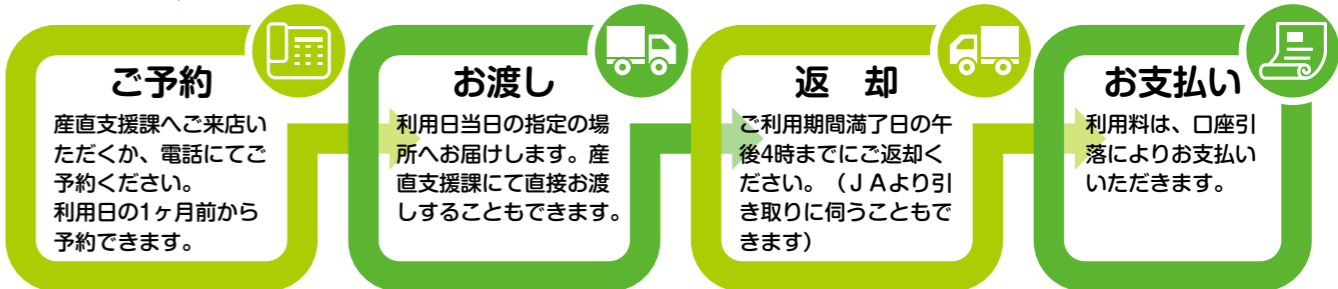 ご予約
産直支援課へご来店い
ただくか、電話にてご
予約ください。
利用日の1ヶ月前から
予約できます。
お渡し
利用日当日の指定の場
所へお届けします。産
直支援課にて直接お渡
しすることもできます。
返　却
ご利用期間満了日の午
後4時までにご返却く
ださい。（ＪＡより引
き取りに伺うこともで
きます）
お支払い
利用料は、口座引
落によりお支払い
いただきます。